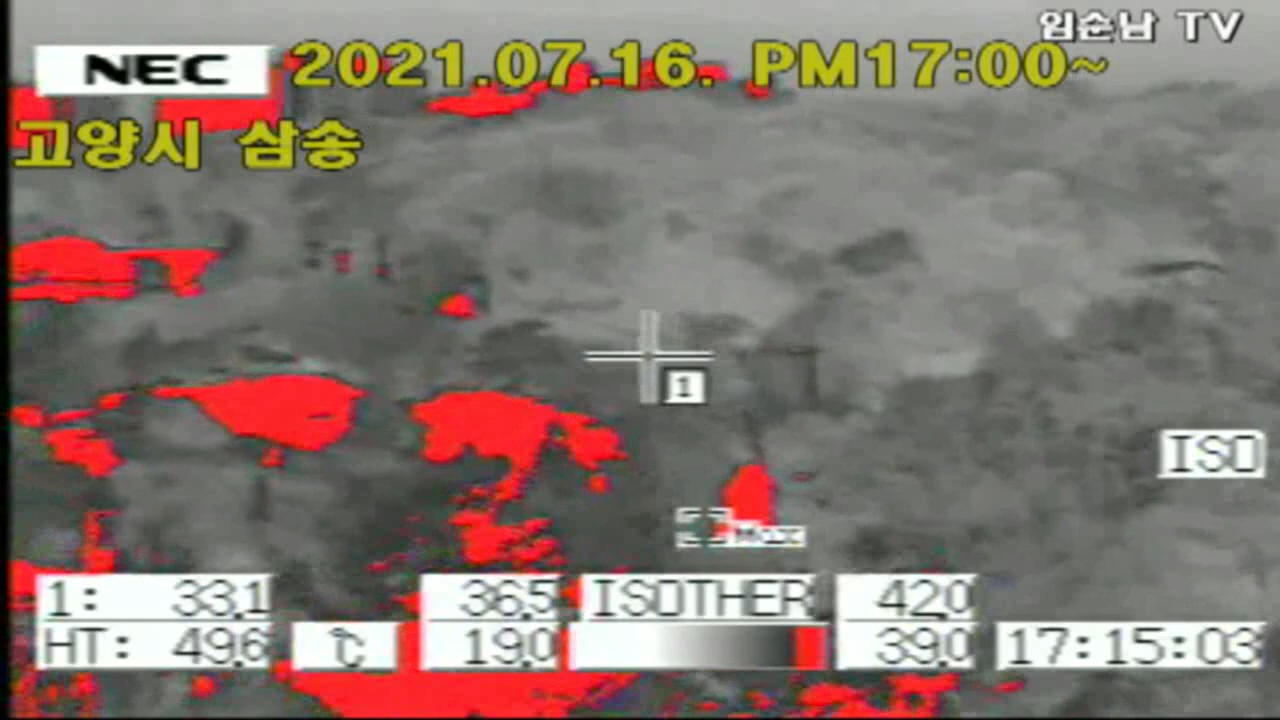 임순남 TV
NEC 2021.07.16. PM17:00~
고양시 삼송
1
ISO
Max
1: 33.1 36.5 ISOTHER 42.0
HT: 49.6 ℃ 19.0 39.0 17:15:03